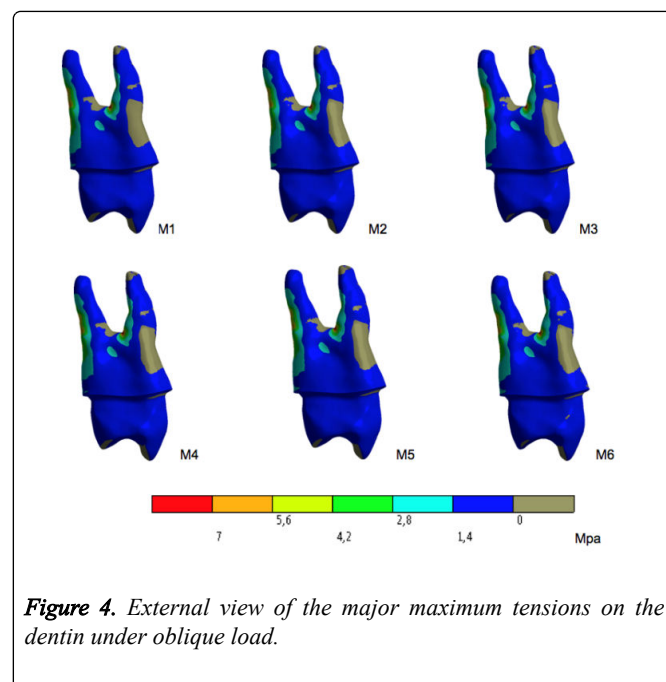 M1 M2 M3
M4 M5 M6
5,6 2,8 0
7 4,2 1,4 Mpa
Figure 4. External view of the major maximum tensions on the
dentin under oblique load.